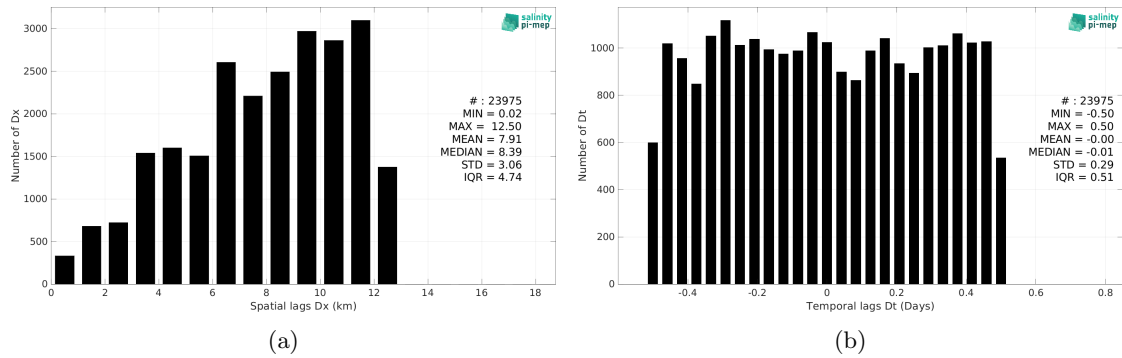 3000
2500
2000
1500
1000
500
0
Number of Dx
0 2 4 6 8 10 12 14 16 18
Spatial lags Dx (km)
salinity
pi-mep
# : 23975
MIN = 0.02
MAX = 12.50
MEAN = 7.91
MEDIAN = 8.39
STD = 3.06
IQR = 4.74
(a)
1000
800
600
400
200
0
Number of Dt
-0.4 -0.2 0 0.2 0.4 0.6 0.8
Temporal lags Dt (Days)
salinity
pi-mep
# : 23975
MIN = -0.50
MAX = 0.50
MEAN = -0.00
MEDIAN = -0.01
STD = 0.29
IQR = 0.51
(b)